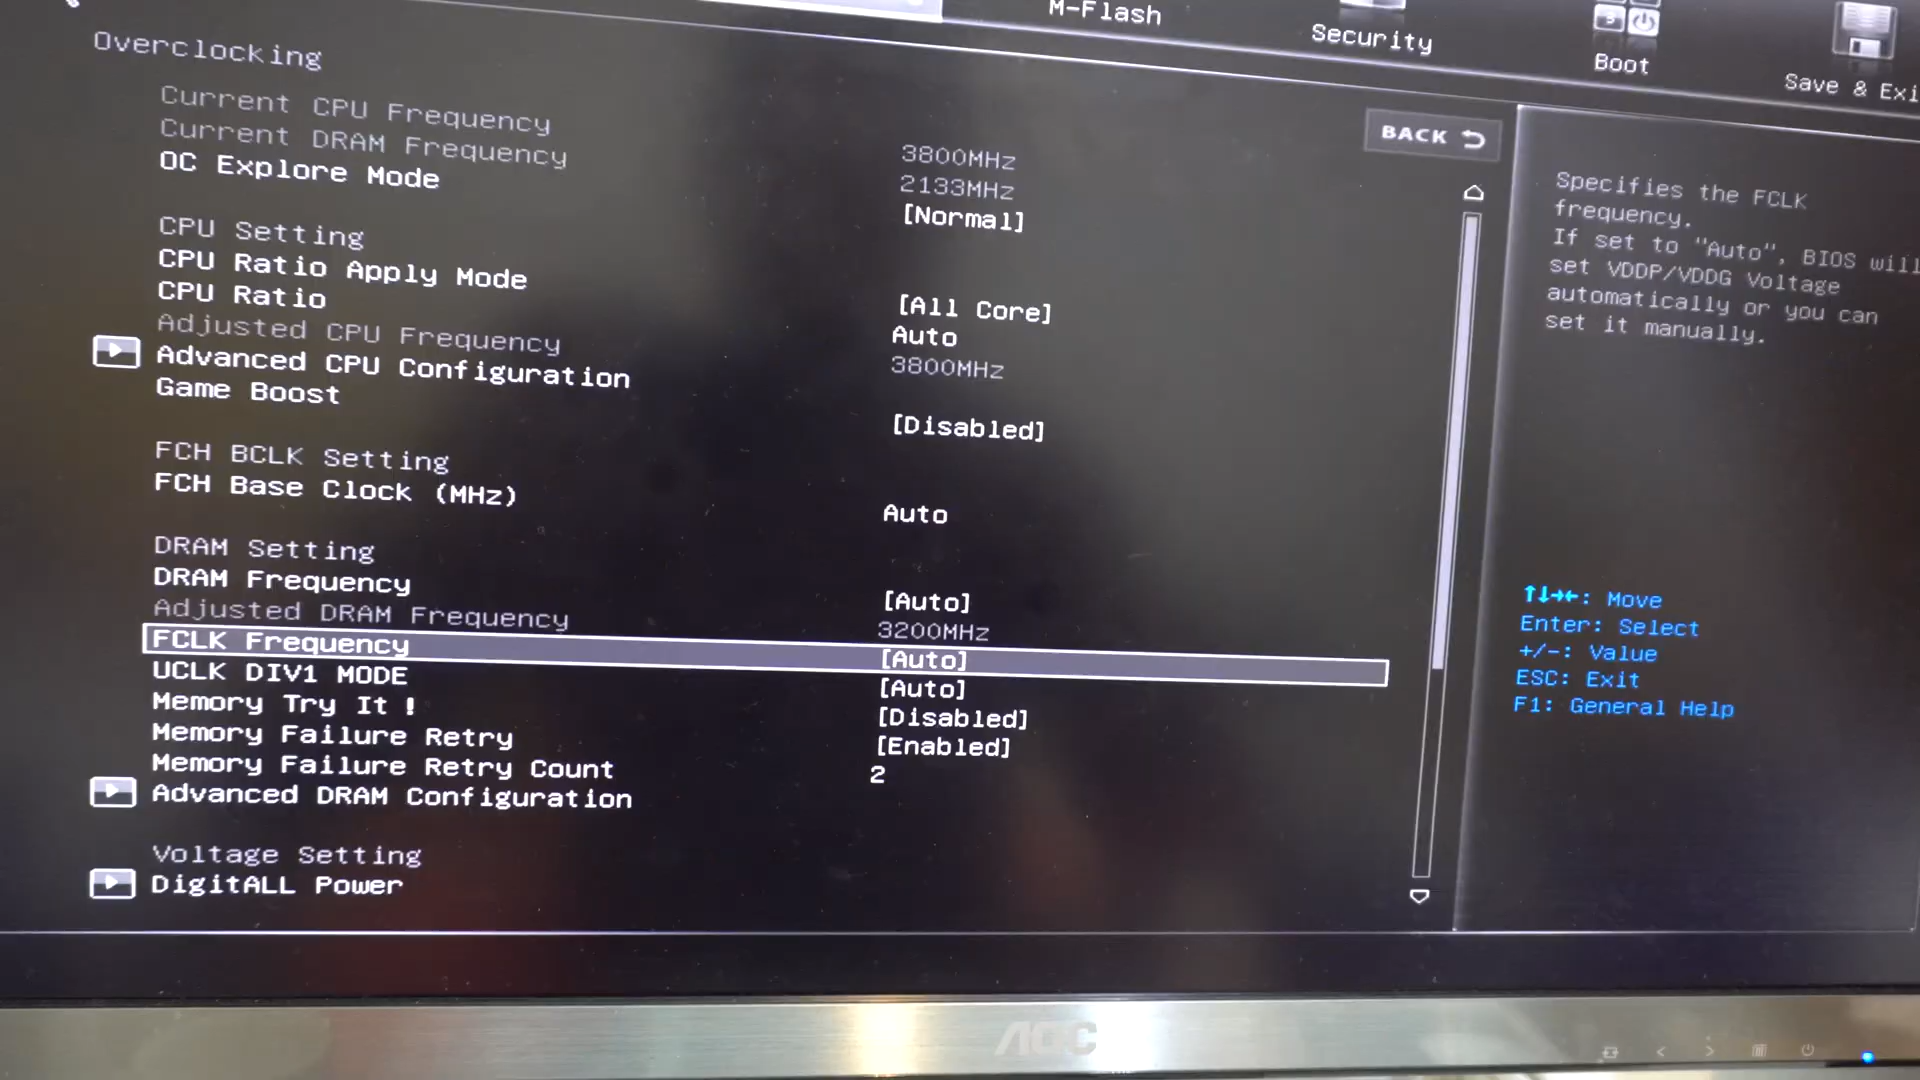 M-Flash
Security
Boot
Save & Exi
Overclocking
BACK
Current CPU Frequency 3800MHz
Current DRAM Frequency 2133MHz
OC Explore Mode [Normal]
CPU Setting
CPU Ratio Apply Mode [All Core]
CPU Ratio Auto
Adjusted CPU Frequency 3800MHz
Advanced CPU Configuration
Game Boost [Disabled]
FCH BCLK Setting
FCH Base Clock (MHz) Auto
DRAM Setting
DRAM Frequency [Auto]
Adjusted DRAM Frequency 3200MHz
FCLK Frequency [Auto]
UCLK DIV1 MODE [Auto]
Memory Try It ! [Disabled]
Memory Failure Retry [Enabled]
Memory Failure Retry Count 2
Advanced DRAM Configuration
Voltage Setting
DigitALL Power
Specifies the FCLK
frequency.
If set to "Auto", BIOS will
set VDDP/VDDG Voltage
automatically or you can
set it manually.
↑↓→←: Move
Enter: Select
+/-: Value
ESC: Exit
F1: General Help
AOC